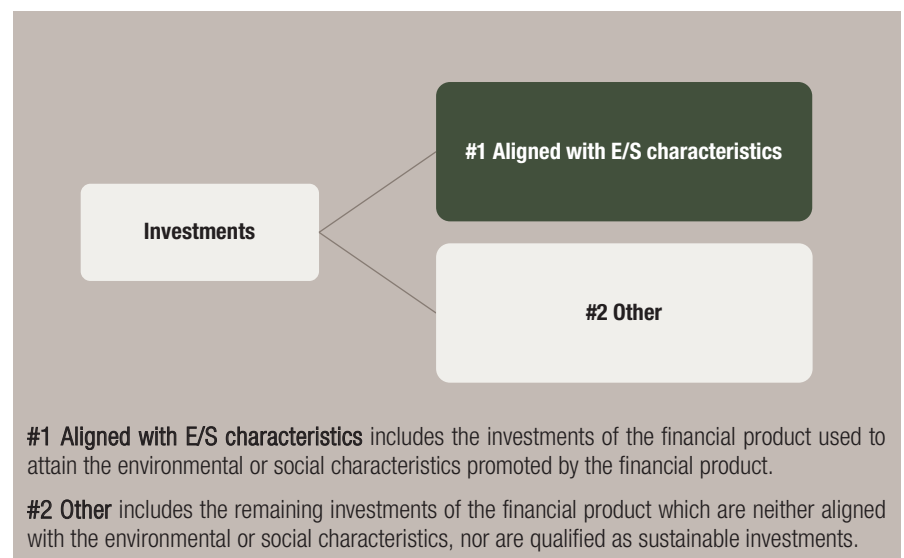 #1 Aligned with E/S characteristics
Investments
#2 Other
#1 Aligned with E/S characteristics includes the investments of the financial product used to
attain the environmental or social characteristics promoted by the financial product.
#2 Other includes the remaining investments of the financial product which are neither aligned
with the environmental or social characteristics, nor are qualified as sustainable investments.